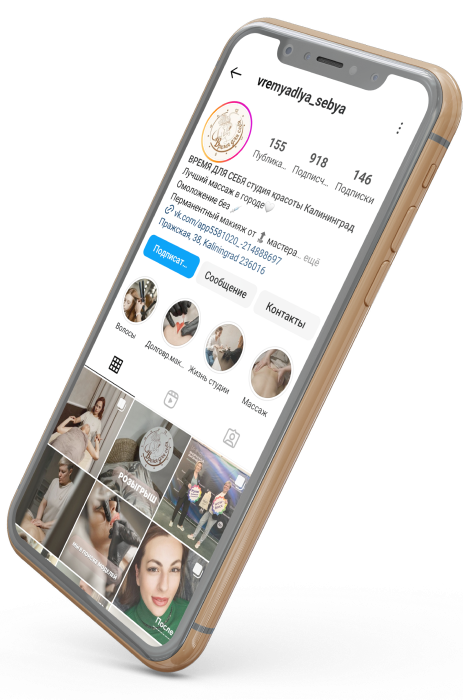 vremyadlya_sebya
155
Публика...
918
Подписч...
146
Подписки
ВРЕМЯ ДЛЯ СЕБЯ студия красоты Калининград
Лучший массаж в городе
Омоложение без
Перманентный макияж от мастера... ещё
vk.com/app5581020_-214888697
Пражская, 38, Kaliningrad 236016
Подписат...
Сообщение
Контакты
Волосы
Долговр.мак...
Жизнь студии
Массаж
РОЗЫГРЫШ
После